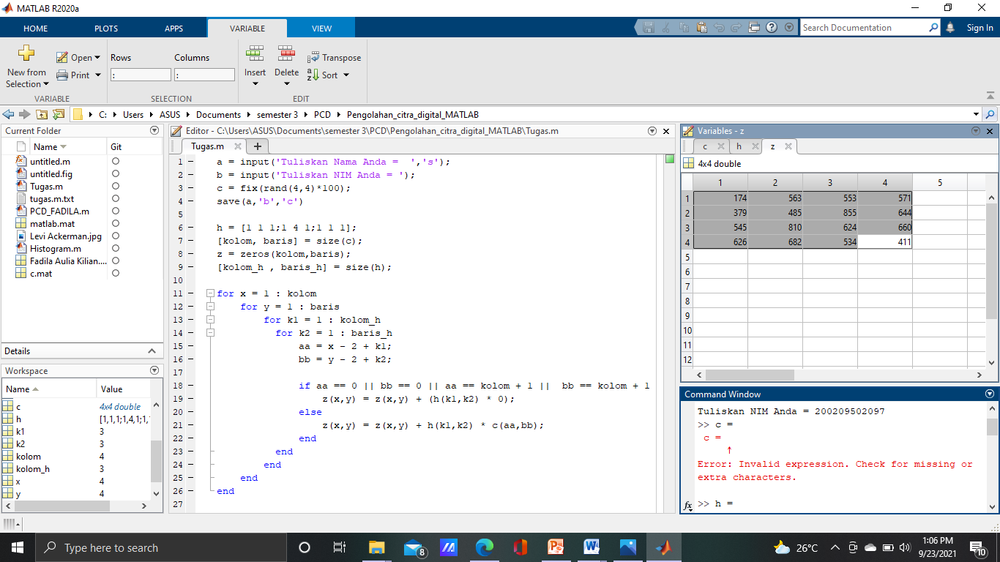 MATLAB R2020a
HOME PLOTS APPS VARIABLE VIEW Search Documentation Sign In
New from Selection Open Print Rows : Columns : Insert Delete Transpose Sort
VARIABLE SELECTION EDIT
C: Users ASUS Documents semester 3 PCD Pengolahan_citra_digital_MATLAB
Current Folder
Name Git
untitled.m
untitled.fig
Tugas.m
tugas.m.txt
PCD_FADILA.m
matlab.mat
Levi Ackerman.jpg
Histogram.m
Fadila Aulia Kilian....
c.mat
Details
Workspace
Name Value
c 4x4 double
h [1,1,1;1,4,1;1,
k1 3
k2 3
kolom 4
kolom_h 3
x 4
y 4
Editor - C:\Users\ASUS\Documents\semester 3\PCD\Pengolahan_citra_digital_MATLAB\Tugas.m
Tugas.m +
1 – a = input('Tuliskan Nama Anda =  ','s');
2 – b = input('Tuliskan NIM Anda = ');
3 – c = fix(rand(4,4)*100);
4 – save(a,'b','c')
5
6 – h = [1 1 1;1 4 1;1 1 1];
7 – [kolom, baris] = size(c);
8 – z = zeros(kolom,baris);
9 – [kolom_h , baris_h] = size(h);
10
11 – for x = 1 : kolom
12 – for y = 1 : baris
13 – for k1 = 1 : kolom_h
14 – for k2 = 1 : baris_h
15 – aa = x - 2 + k1;
16 – bb = y - 2 + k2;
17
18 – if aa == 0 || bb == 0 || aa == kolom + 1 ||  bb == kolom + 1
19 – z(x,y) = z(x,y) + (h(k1,k2) * 0);
20 – else
21 – z(x,y) = z(x,y) + h(k1,k2) * c(aa,bb);
22 – end
23 – end
24 – end
25 – end
26 – end
27
Variables - z
c h z
4x4 double
1 2 3 4 5
1 174 563 553 571
2 379 485 855 644
3 545 810 624 660
4 626 682 534 411
5
6
7
8
9
10
11
12
Command Window
Tuliskan NIM Anda = 200209502097
>> c =
c =
↑
Error: Invalid expression. Check for missing or
extra characters.
fx >> h =
Type here to search 8 26°C 1:06 PM
9/23/2021 10